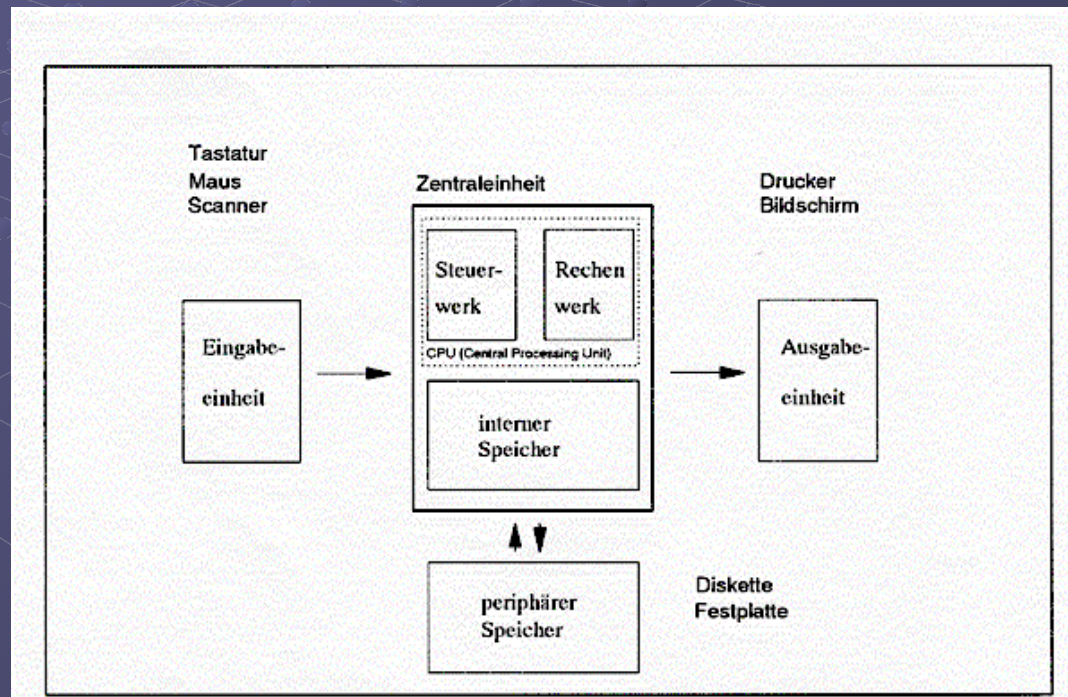 Tastatur
Maus
Scanner
Zentraleinheit
Drucker
Bildschirm
Steuer-
werk
Rechen
werk
CPU (Central Processing Unit)
Eingabe-
einheit
Ausgabe-
einheit
interner
Speicher
periphärer
Speicher
Diskette
Festplatte